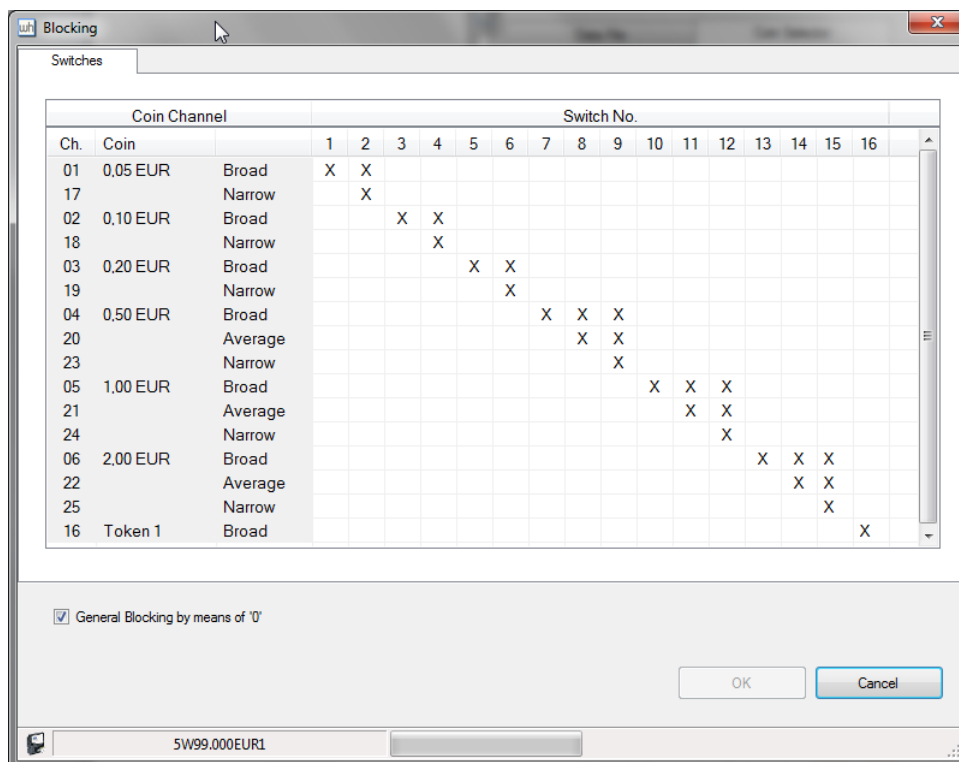 wh Blocking
Switches
Coin Channel Switch No.
Ch. Coin 1 2 3 4 5 6 7 8 9 10 11 12 13 14 15 16
01 0,05 EUR Broad X X
17 Narrow X
02 0,10 EUR Broad X X
18 Narrow X
03 0,20 EUR Broad X X
19 Narrow X
04 0,50 EUR Broad X X X
20 Average X X
23 Narrow X
05 1,00 EUR Broad X X X
21 Average X X
24 Narrow X
06 2,00 EUR Broad X X X
22 Average X X
25 Narrow X
16 Token 1 Broad X
General Blocking by means of '0'
OK Cancel
5W99.000EUR1